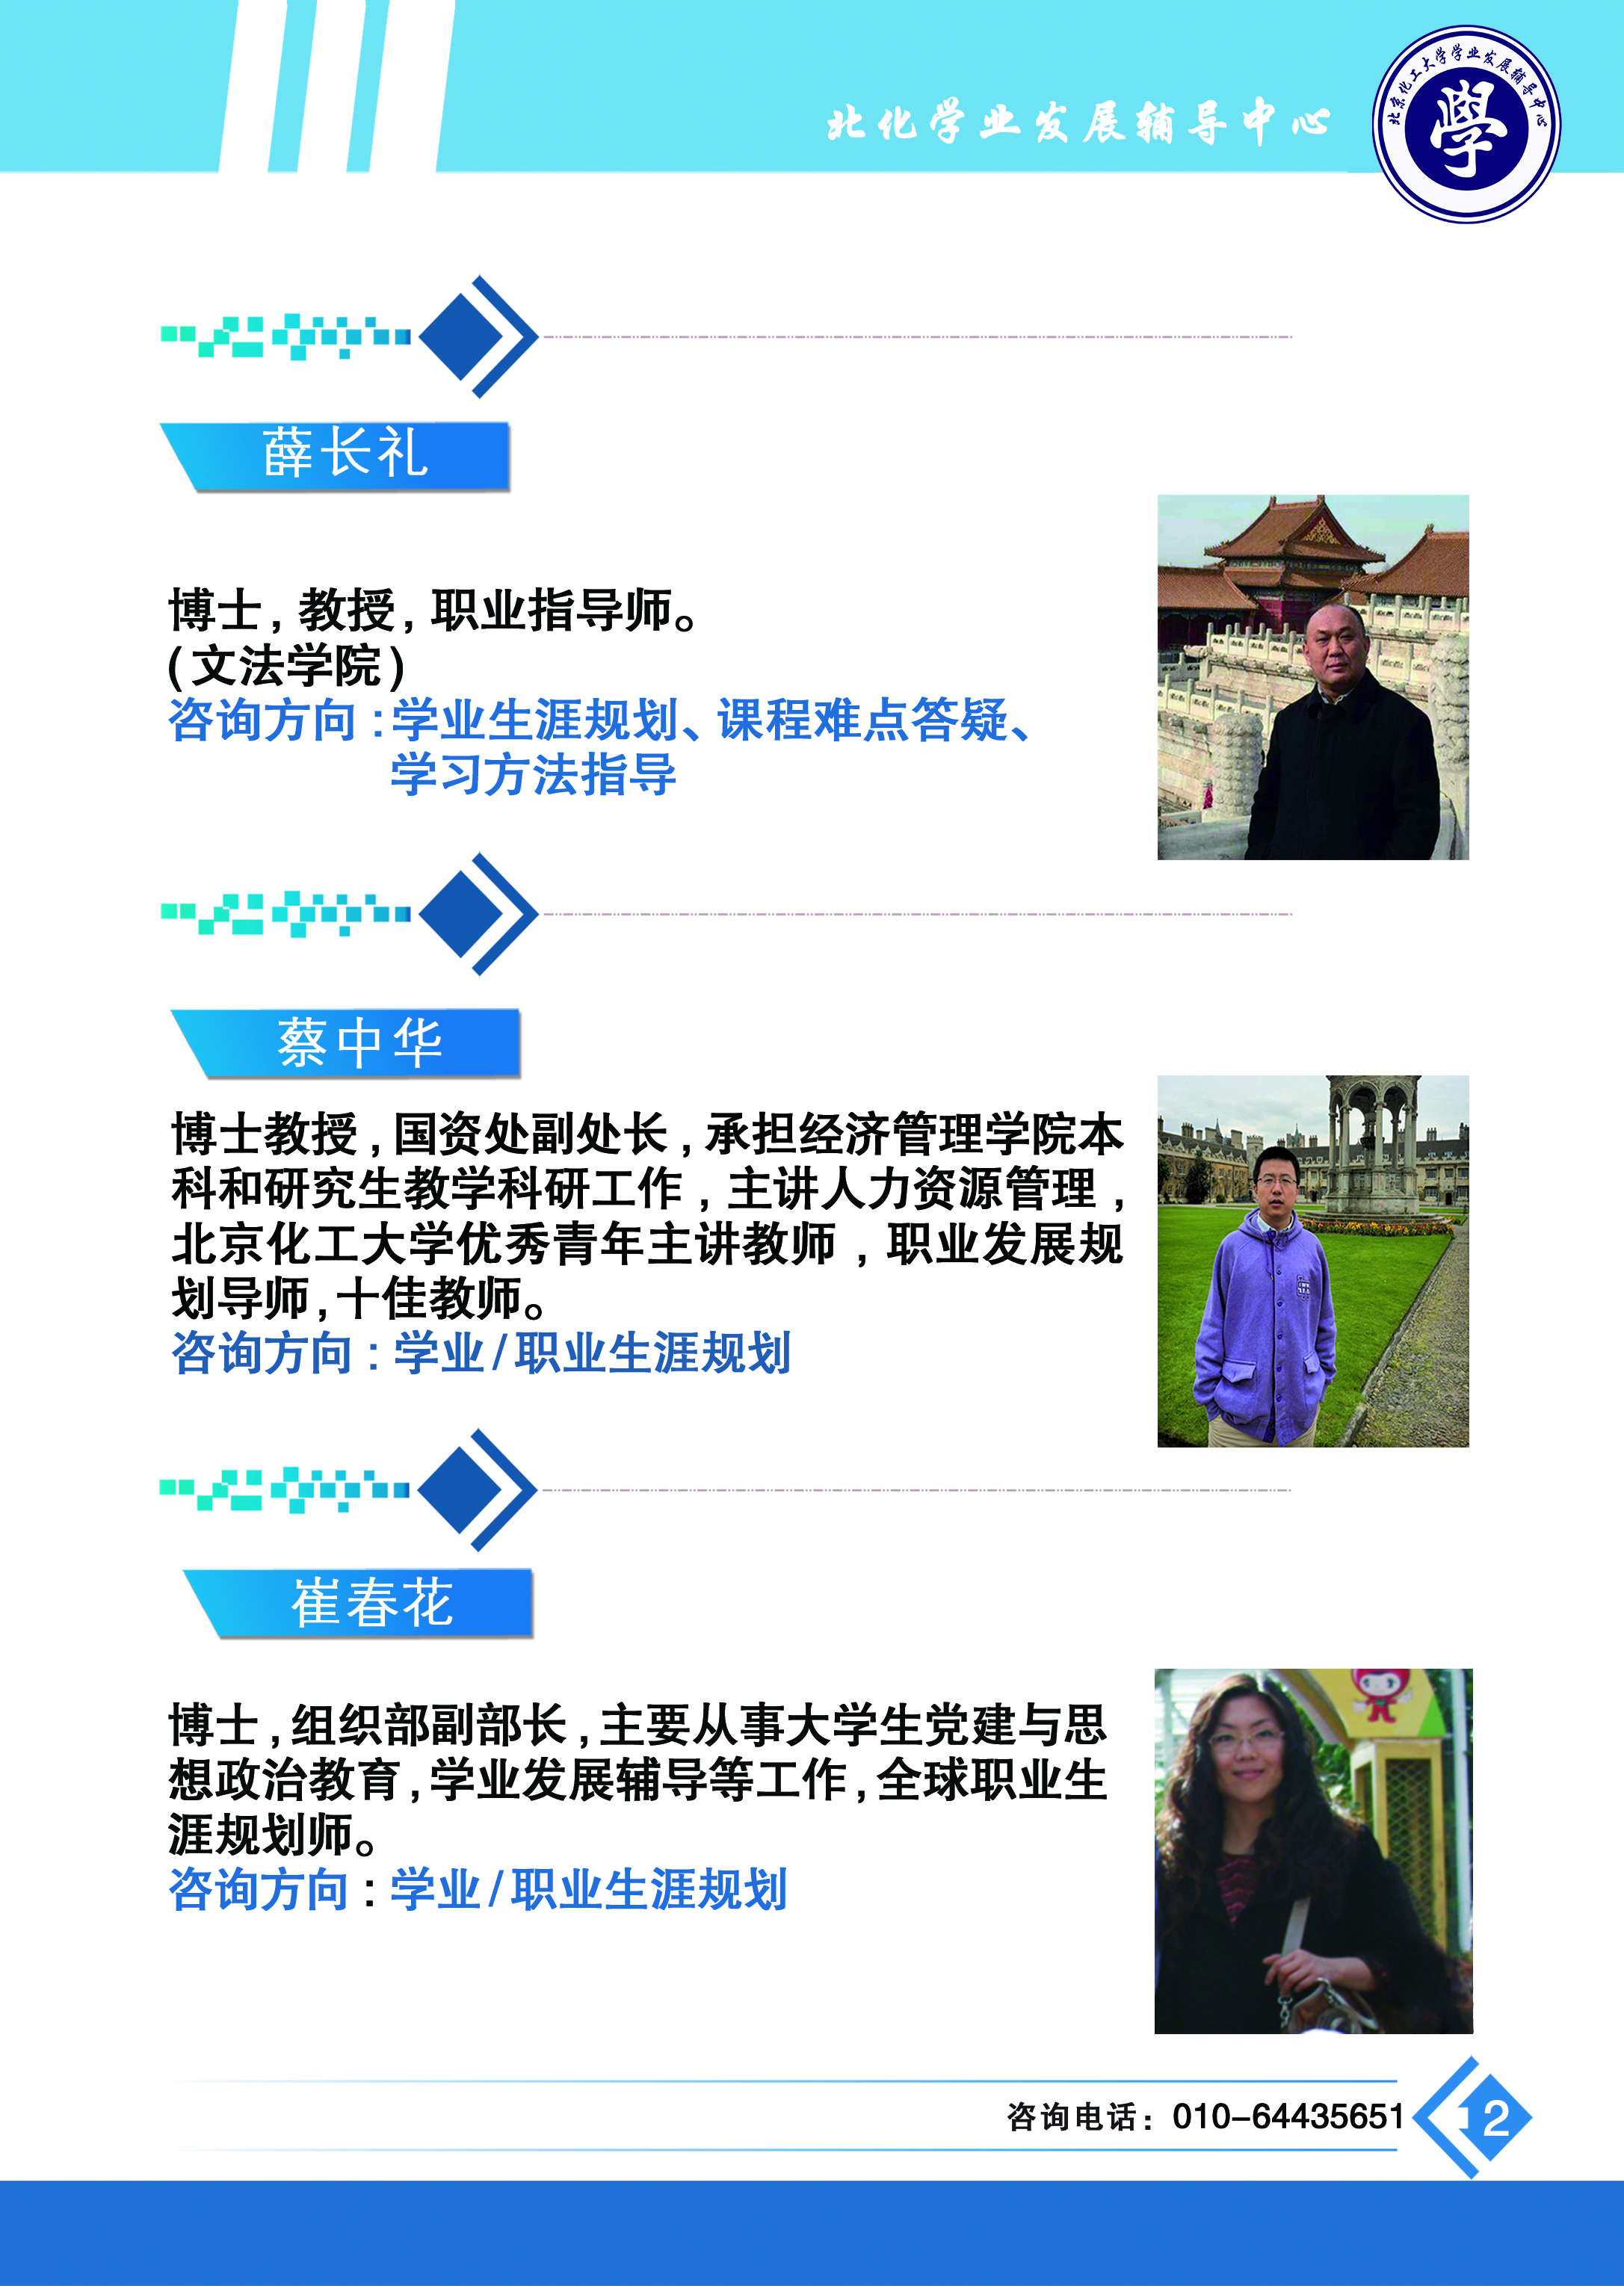 北化学业发展辅导中心
北京化工大学学业发展辅导中心
學
薛长礼
博士,教授,职业指导师。
(文法学院)
咨询方向:学业生涯规划、课程难点答疑、
学习方法指导
蔡中华
博士教授,国资处副处长,承担经济管理学院本
科和研究生教学科研工作,主讲人力资源管理,
北京化工大学优秀青年主讲教师,职业发展规
划导师,十佳教师。
咨询方向:学业/职业生涯规划
崔春花
博士,组织部副部长,主要从事大学生党建与思
想政治教育,学业发展辅导等工作,全球职业生
涯规划师。
咨询方向:学业/职业生涯规划
咨询电话:010-64435651
12